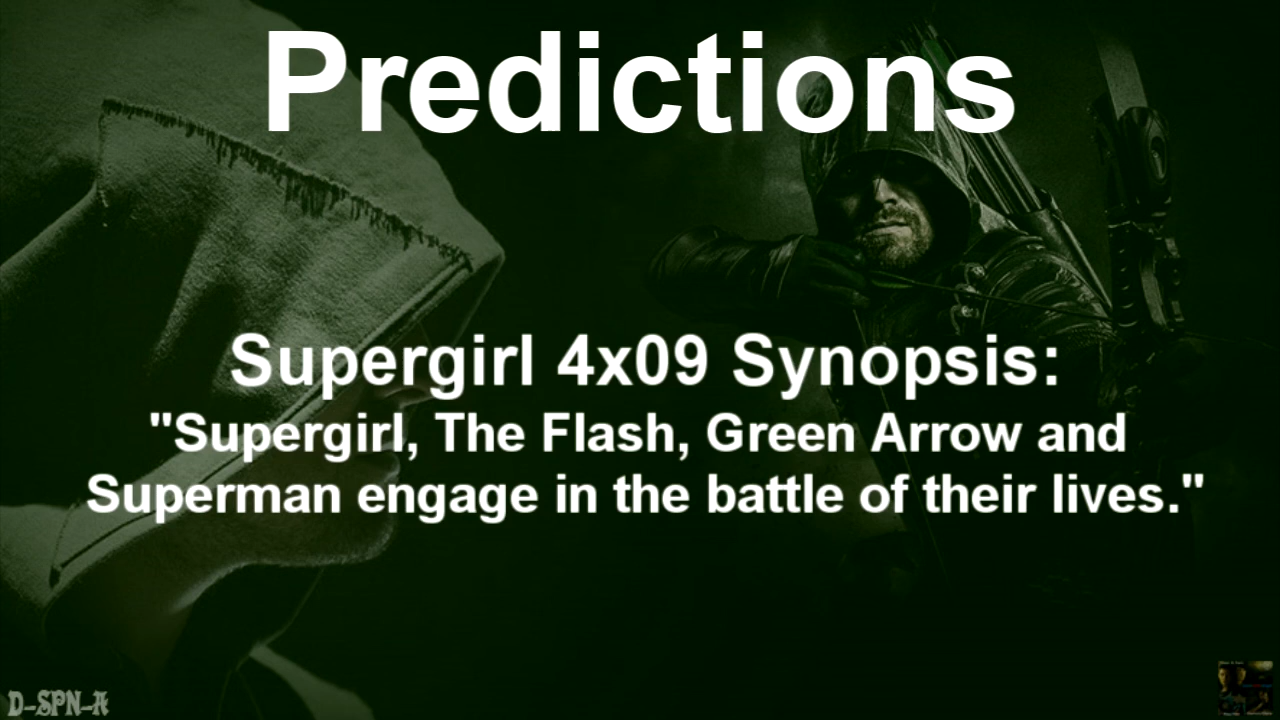 Predictions
Supergirl 4x09 Synopsis:
"Supergirl, The Flash, Green Arrow and
Superman engage in the battle of their lives."
D-SPN-A